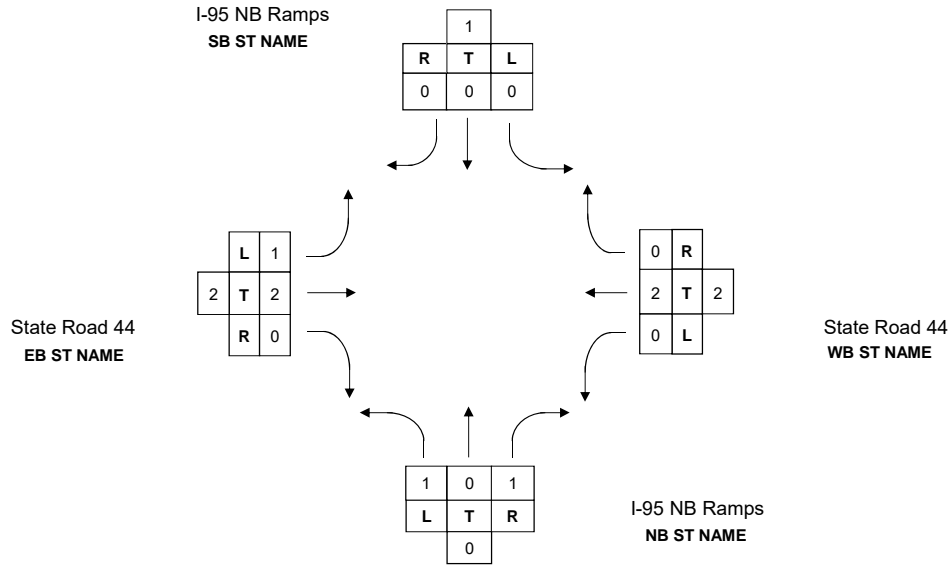 I-95 NB Ramps
SB ST NAME
1
R T L
0 0 0
L 1
2 T 2
R 0
State Road 44
EB ST NAME
0 R
2 T 2
0 L
State Road 44
WB ST NAME
1 0 1
L T R
0
I-95 NB Ramps
NB ST NAME